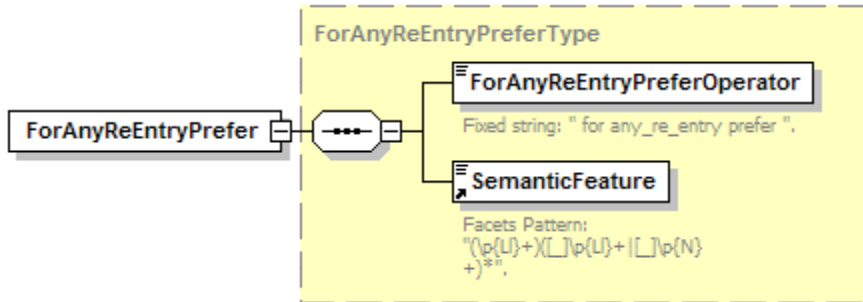 ForAnyReEntryPreferType
ForAnyReEntryPreferOperator
Fixed string: " for any_re_entry prefer ".
ForAnyReEntryPrefer
SemanticFeature
Facets Pattern:
"(\p{Ll}+)([_]\p{Ll}+|[_]\p{N}
+)*".